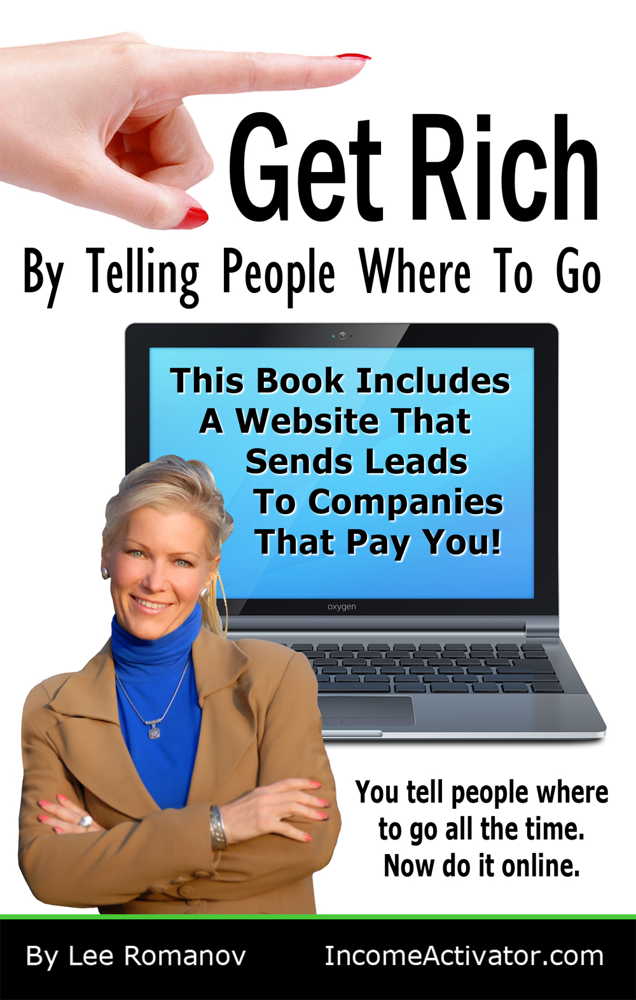 Get Rich
By Telling People Where To Go
This Book Includes
A Website That
Sends Leads
To Companies
That Pay You!
oxygen
You tell people where
to go all the time.
Now do it online.
By Lee Romanov IncomeActivator.com